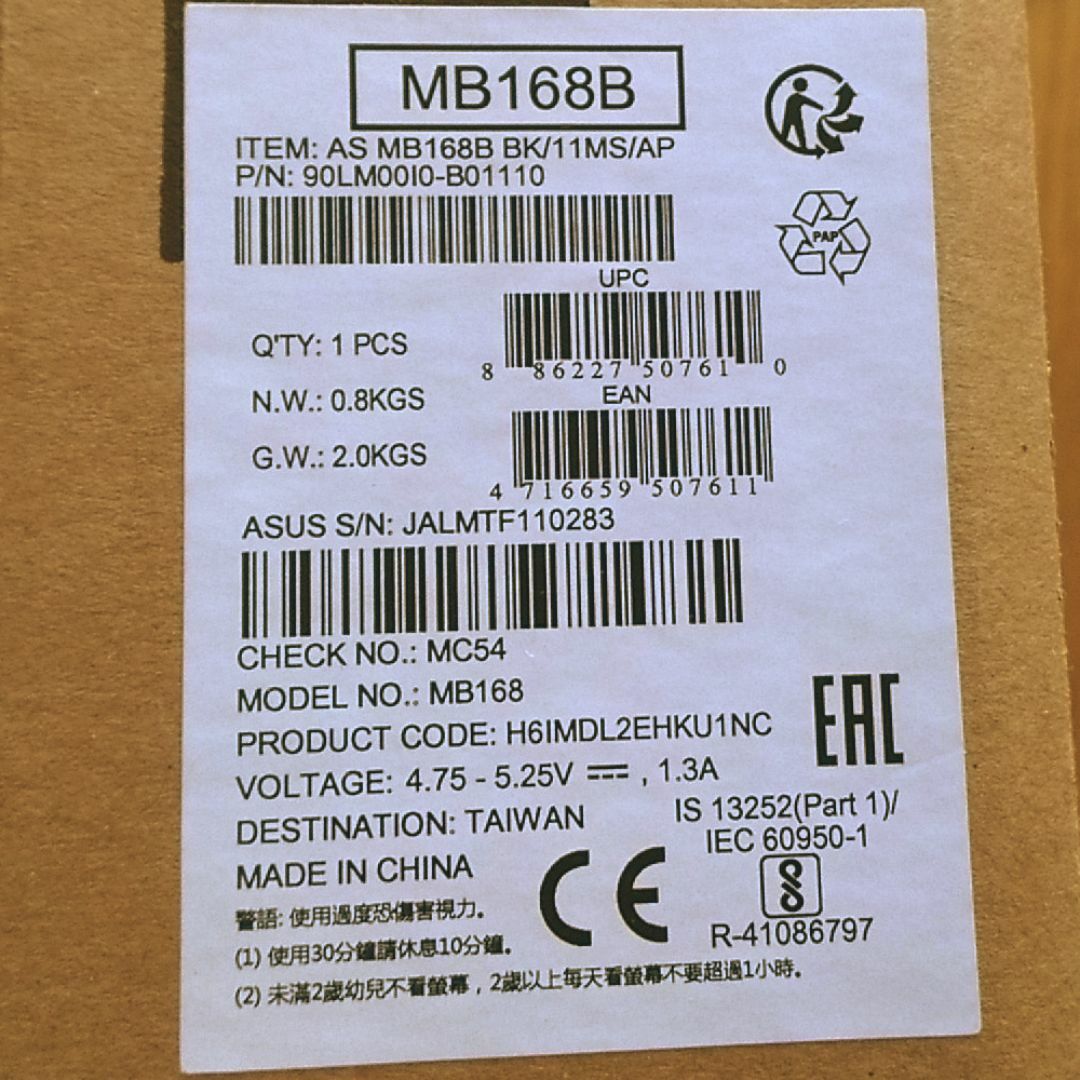 MB168B
ITEM: AS MB168B BK/11MS/AP
P/N: 90LM00I0-B01110
PAP
UPC
Q'TY: 1 PCS
8 86227 50761 0
N.W.: 0.8KGS
EAN
G.W.: 2.0KGS
4 716659 507611
ASUS S/N: JALMTF110283
CHECK NO.: MC54
MODEL NO.: MB168
PRODUCT CODE: H6IMDL2EHKU1NC
EAC
VOLTAGE: 4.75 - 5.25V ⎓ , 1.3A
DESTINATION: TAIWAN
IS 13252(Part 1)/
IEC 60950-1
MADE IN CHINA
CE
R-41086797
警語: 使用過度恐傷害視力。
(1) 使用30分鐘請休息10分鐘。
(2) 未滿2歲幼兒不看螢幕，2歲以上每天看螢幕不要超過1小時。